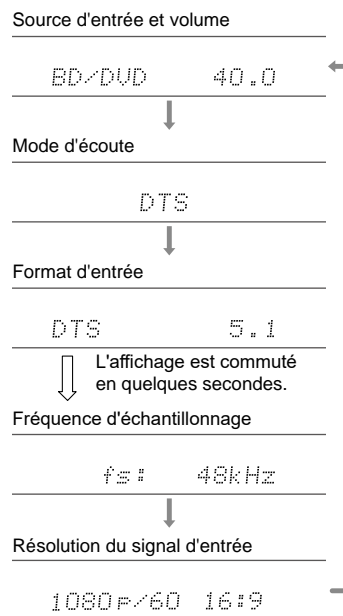 Source d'entrée et volume
BD/DVD 40.0
Mode d'écoute
DTS
Format d'entrée
DTS 5.1
L'affichage est commuté
en quelques secondes.
Fréquence d'échantillonnage
fs: 48kHz
Résolution du signal d'entrée
1080p/60 16:9